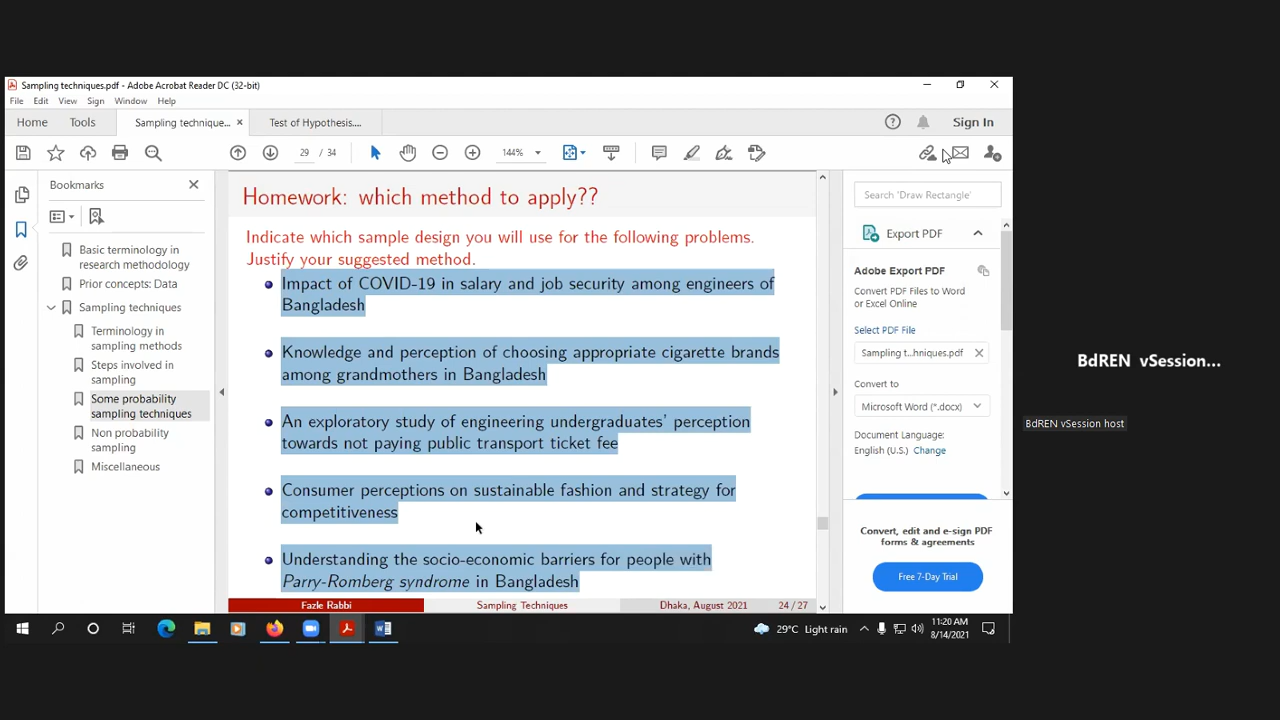 Sampling techniques.pdf - Adobe Acrobat Reader DC (32-bit)
File Edit View Sign Window Help
Home Tools Sampling technique... × Test of Hypothesis.... Sign In
29 / 34 144%
Bookmarks
Basic terminology in
research methodology
Prior concepts: Data
Sampling techniques
Terminology in
sampling methods
Steps involved in
sampling
Some probability
sampling techniques
Non probability
sampling
Miscellaneous
Homework: which method to apply??
Indicate which sample design you will use for the following problems.
Justify your suggested method.
Impact of COVID-19 in salary and job security among engineers of
Bangladesh
Knowledge and perception of choosing appropriate cigarette brands
among grandmothers in Bangladesh
An exploratory study of engineering undergraduates' perception
towards not paying public transport ticket fee
Consumer perceptions on sustainable fashion and strategy for
competitiveness
Understanding the socio-economic barriers for people with
Parry-Romberg syndrome in Bangladesh
Fazle Rabbi Sampling Techniques Dhaka, August 2021 24 / 27
Search 'Draw Rectangle'
Export PDF
Adobe Export PDF
Convert PDF Files to Word
or Excel Online
Select PDF File
Sampling t...hniques.pdf ×
Convert to
Microsoft Word (*.docx)
Document Language:
English (U.S.) Change
Convert, edit and e-sign PDF
forms & agreements
Free 7-Day Trial
29°C Light rain
11:20 AM
8/14/2021
BdREN vSession...
BdREN vSession host